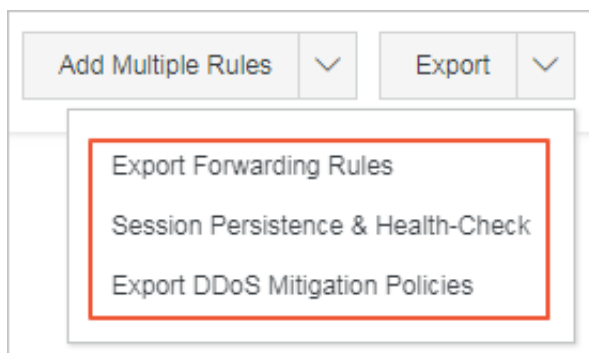 Add Multiple Rules
Export
Export Forwarding Rules
Session Persistence & Health-Check
Export DDoS Mitigation Policies